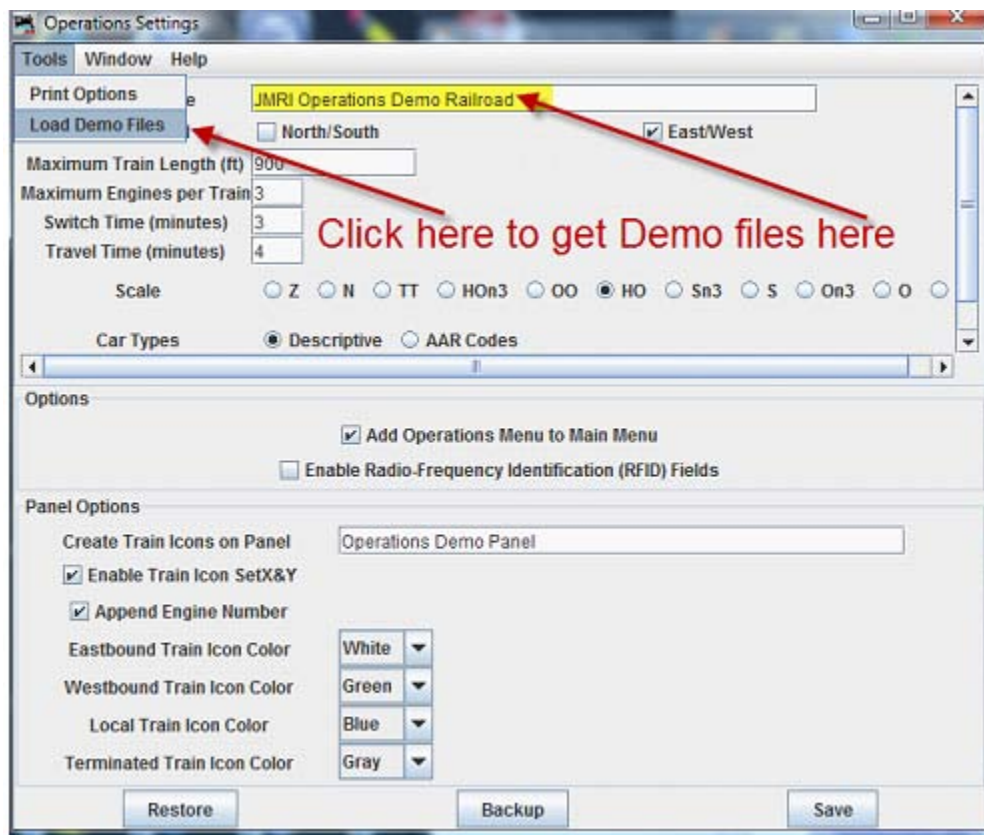 Operations Settings
Tools Window Help
Print Options e JMRI Operations Demo Railroad
Load Demo Files North/South East/West
Maximum Train Length (ft) 900
Maximum Engines per Train 3
Switch Time (minutes) 3
Click here to get Demo files here
Travel Time (minutes) 4
Scale Z N TT HOn3 OO HO Sn3 S On3 O
Car Types Descriptive AAR Codes
Options
Add Operations Menu to Main Menu
Enable Radio-Frequency Identification (RFID) Fields
Panel Options
Create Train Icons on Panel Operations Demo Panel
Enable Train Icon SetX&Y
Append Engine Number
Eastbound Train Icon Color White
Westbound Train Icon Color Green
Local Train Icon Color Blue
Terminated Train Icon Color Gray
Restore Backup Save